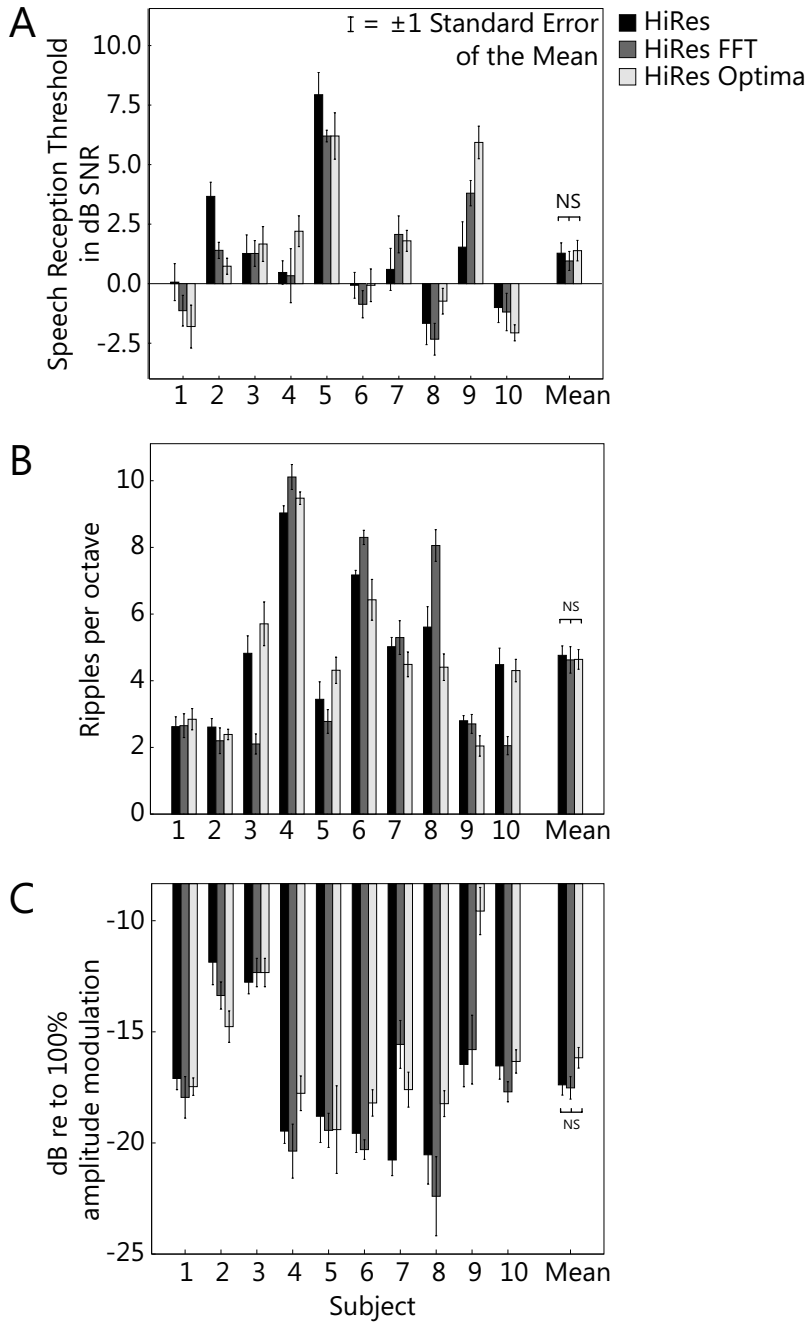 A
I = ±1 Standard Error
of the Mean
HiRes
HiRes FFT
HiRes Optima
Speech Reception Threshold
in dB SNR
10.0
7.5
5.0
2.5
0.0
-2.5
NS
1 2 3 4 5 6 7 8 9 10 Mean
B
Ripples per octave
10
8
6
4
2
0
NS
1 2 3 4 5 6 7 8 9 10 Mean
C
dB re to 100%
amplitude modulation
-10
-15
-20
-25
NS
1 2 3 4 5 6 7 8 9 10 Mean
Subject